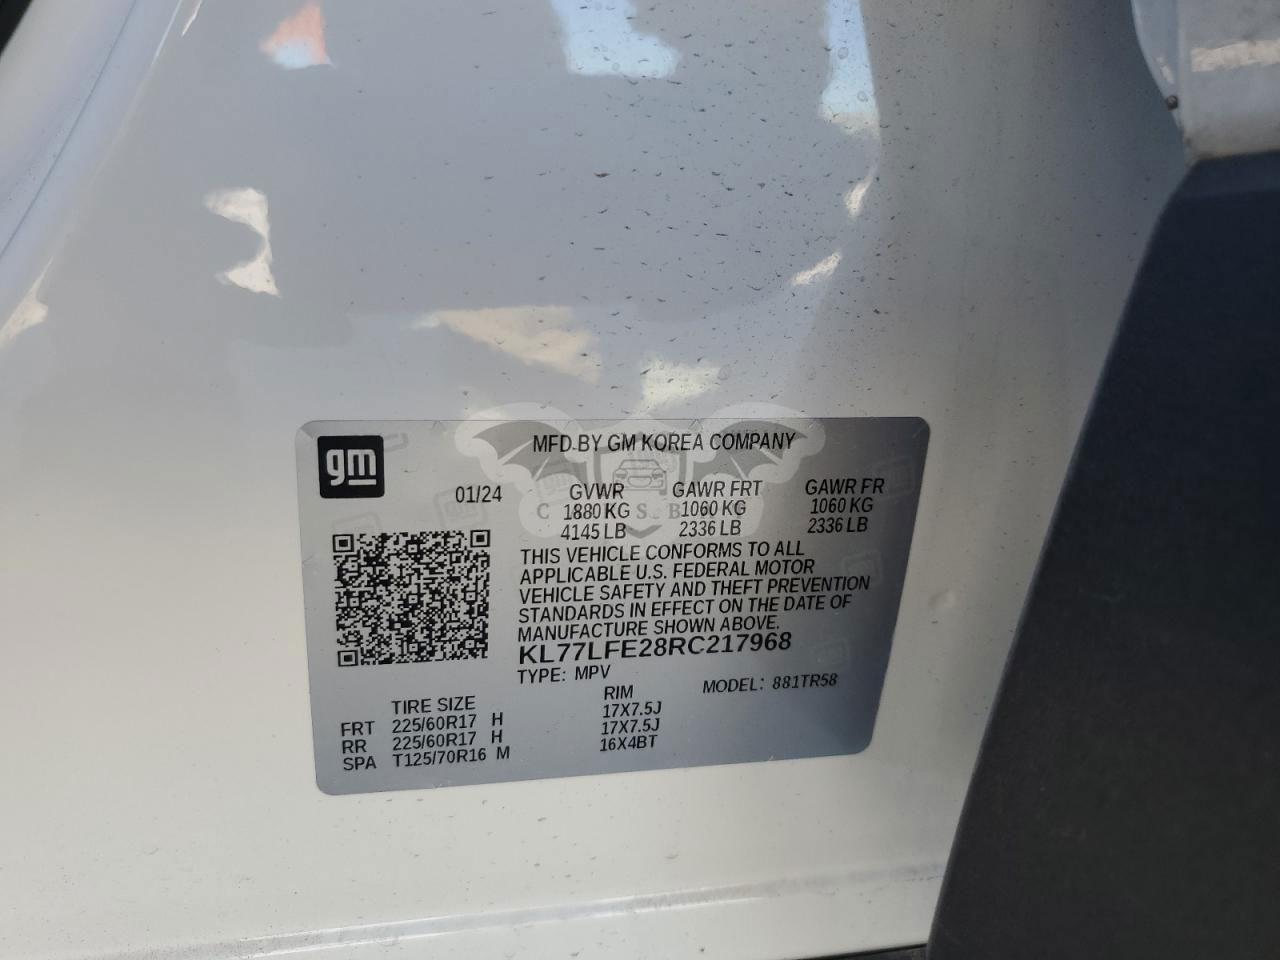 gm
MFD.BY GM KOREA COMPANY
01/24 GVWR GAWR FRT GAWR FR
1880 KG 1060 KG 1060 KG
4145 LB 2336 LB 2336 LB
THIS VEHICLE CONFORMS TO ALL
APPLICABLE U.S. FEDERAL MOTOR
VEHICLE SAFETY AND THEFT PREVENTION
STANDARDS IN EFFECT ON THE DATE OF
MANUFACTURE SHOWN ABOVE.
KL77LFE28RC217968
TYPE: MPV MODEL: 881TR58
TIRE SIZE RIM
FRT 225/60R17 H 17X7.5J
RR 225/60R17 H 17X7.5J
SPA T125/70R16 M 16X4BT